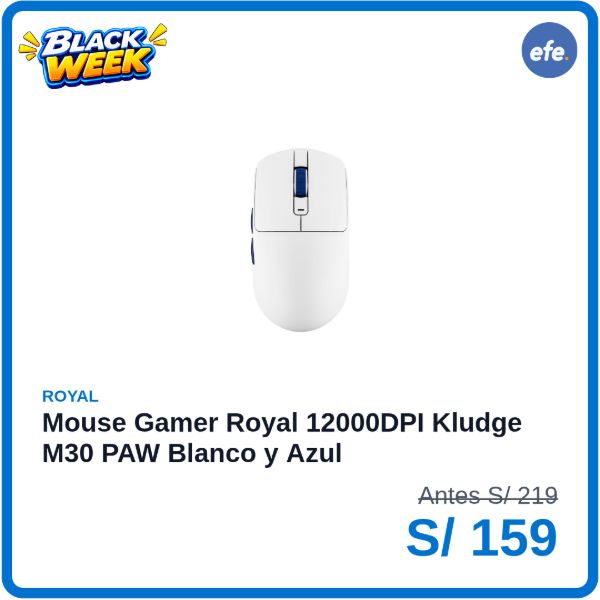 BLACK
WEEK
efe.
ROYAL
Mouse Gamer Royal 12000DPI Kludge
M30 PAW Blanco y Azul
Antes S/ 219
S/ 159